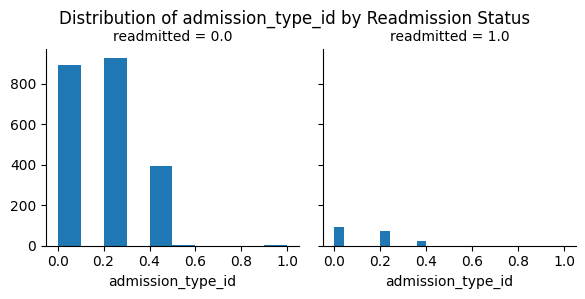 Distribution of admission_type_id by Readmission Status
readmitted = 0.0
readmitted = 1.0
800
600
400
200
0
0.0 0.2 0.4 0.6 0.8 1.0
0.0 0.2 0.4 0.6 0.8 1.0
admission_type_id
admission_type_id